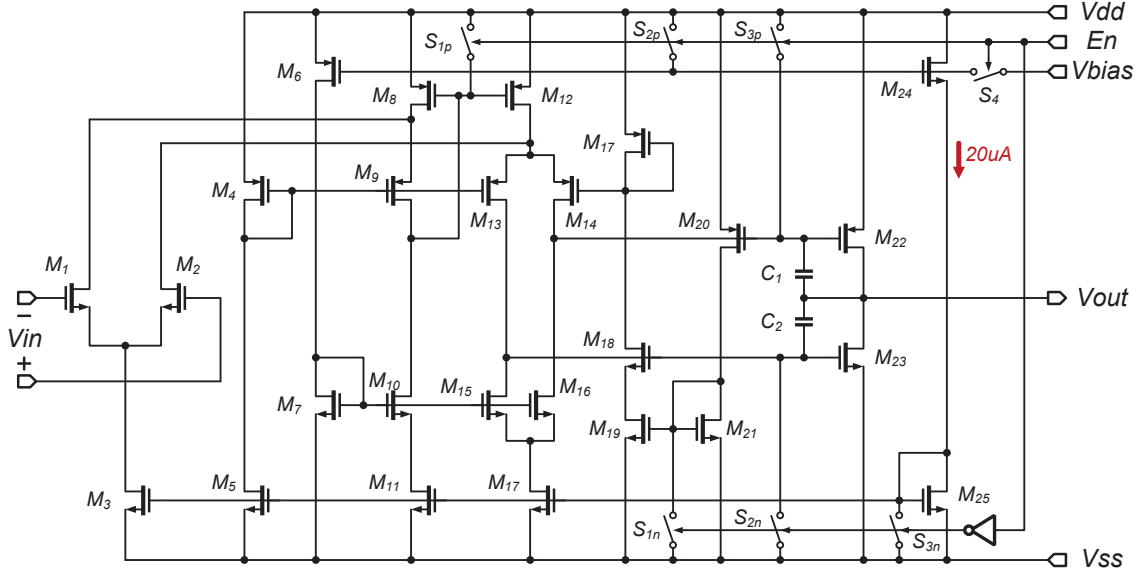 Vdd
S1p
S2p
S3p
En
M6
Vbias
M8
M12
M24
S4
M17
20uA
M9
M4
M13
M14
M20
M22
M1
M2
C1
Vout
–
Vin
C2
+
M18
M23
M10
M15
M16
M7
M19
M21
M5
M11
M17
M25
M3
S1n
S2n
S3n
Vss